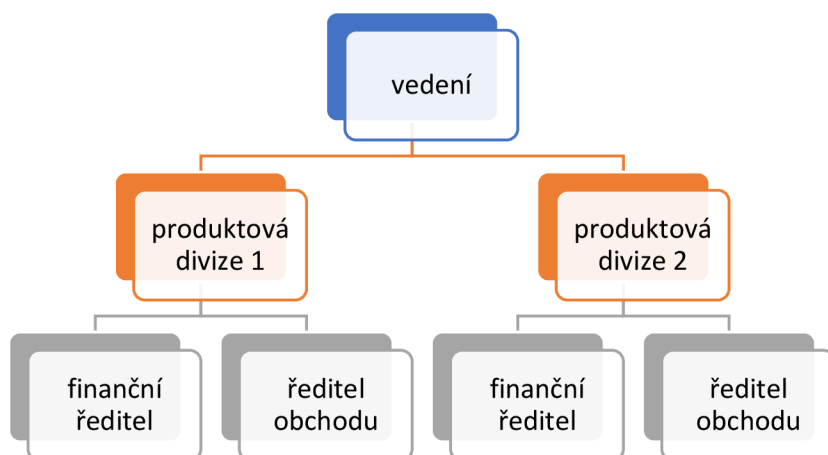 vedení
produktová
divize 1
produktová
divize 2
finanční
ředitel
ředitel
obchodu
finanční
ředitel
ředitel
obchodu